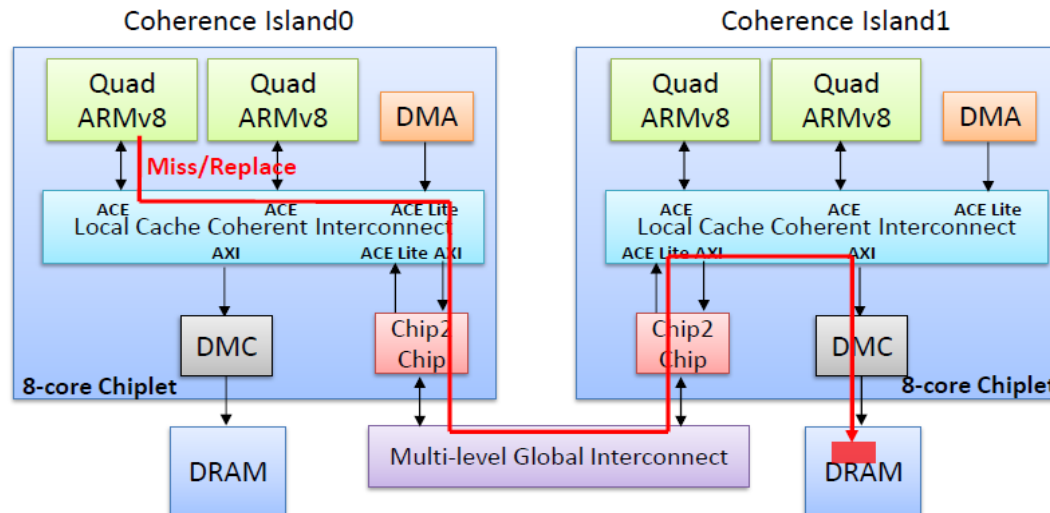 Coherence Island0
Quad
ARMv8
Quad
ARMv8
DMA
Miss/Replace
ACE
ACE
ACE Lite
Local Cache Coherent Interconnect
AXI
ACE Lite AXI
DMC
Chip2
Chip
8-core Chiplet
DRAM
Coherence Island1
Quad
ARMv8
Quad
ARMv8
DMA
ACE
ACE
ACE Lite
Local Cache Coherent Interconnect
ACE Lite AXI
AXI
Chip2
Chip
DMC
8-core Chiplet
DRAM
Multi-level Global Interconnect